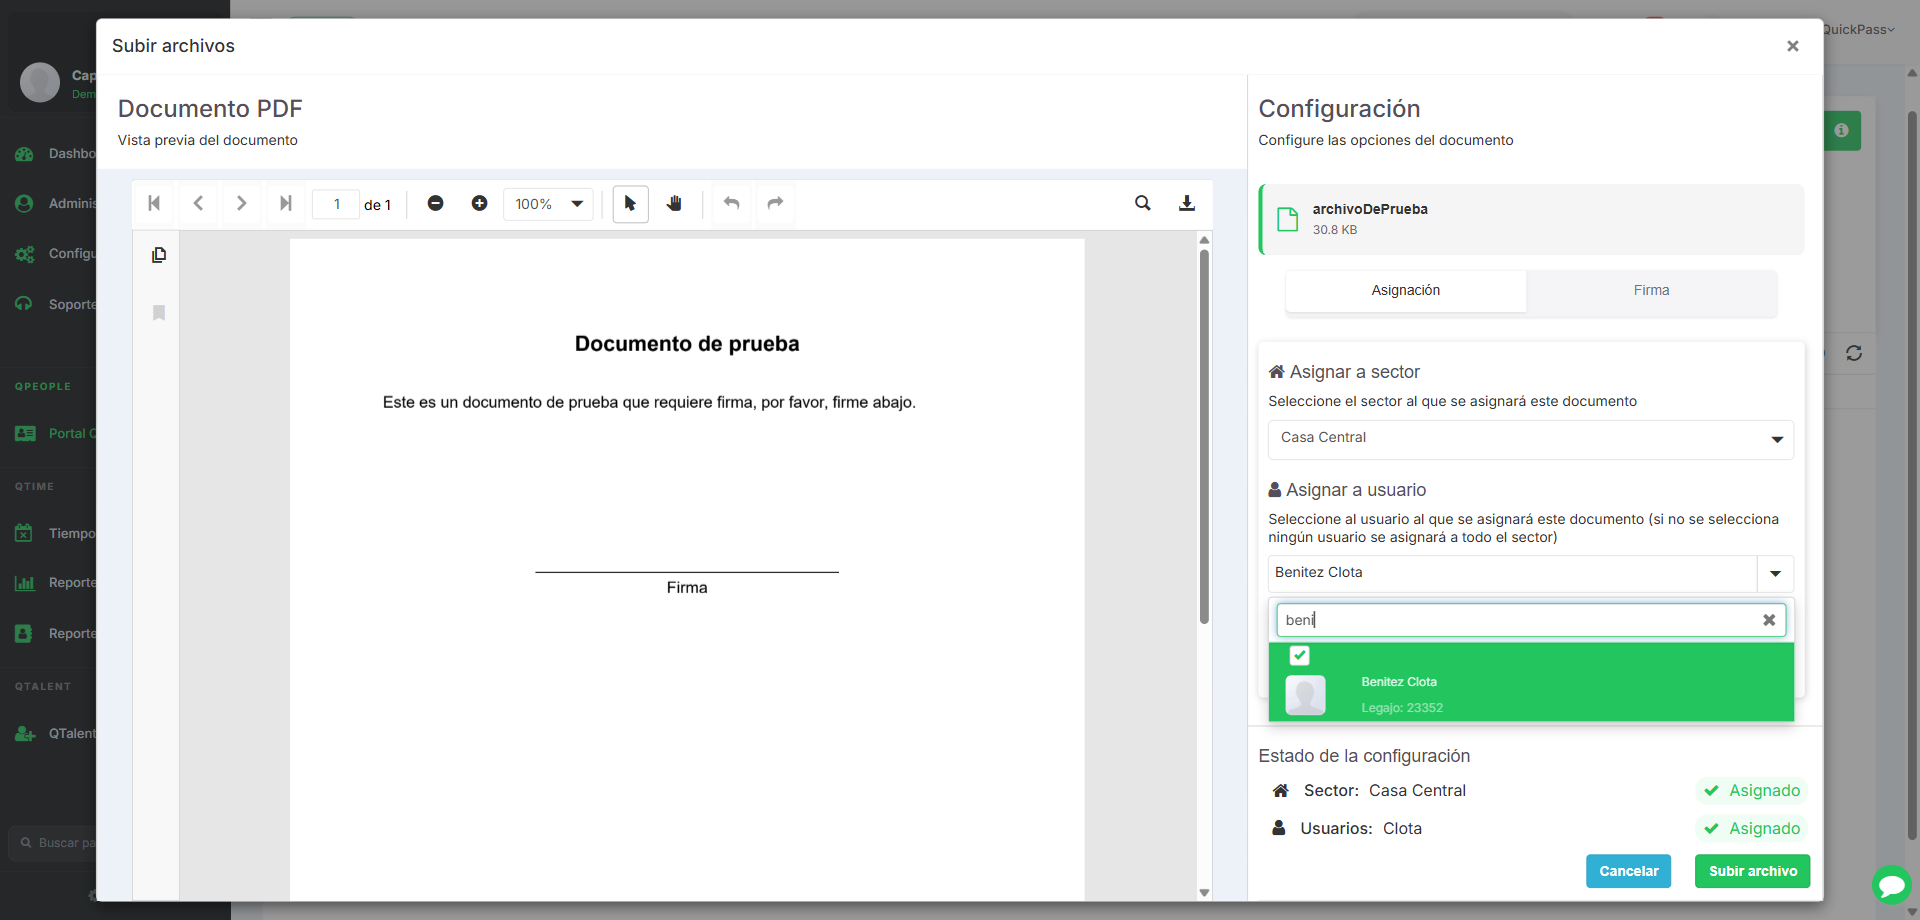 Subir archivos
QuickPass
Cap
Dem
Documento PDF
Vista previa del documento
Configuración
Configure las opciones del documento
Dashbo
Adminis
Configu
Soporte
QPEOPLE
Portal
QTIME
Tiempo
Reporte
Reporte
QTALENT
QTalent
Buscar pa
1 de 1
100%
Documento de prueba
Este es un documento de prueba que requiere firma, por favor, firme abajo.
Firma
archivoDePrueba
30.8 KB
Asignación
Firma
Asignar a sector
Seleccione el sector al que se asignará este documento
Casa Central
Asignar a usuario
Seleccione al usuario al que se asignará este documento (si no se selecciona
ningún usuario se asignará a todo el sector)
Benitez Clota
beni
Benitez Clota
Legajo: 23352
Estado de la configuración
Sector: Casa Central
Asignado
Usuarios: Clota
Asignado
Cancelar
Subir archivo